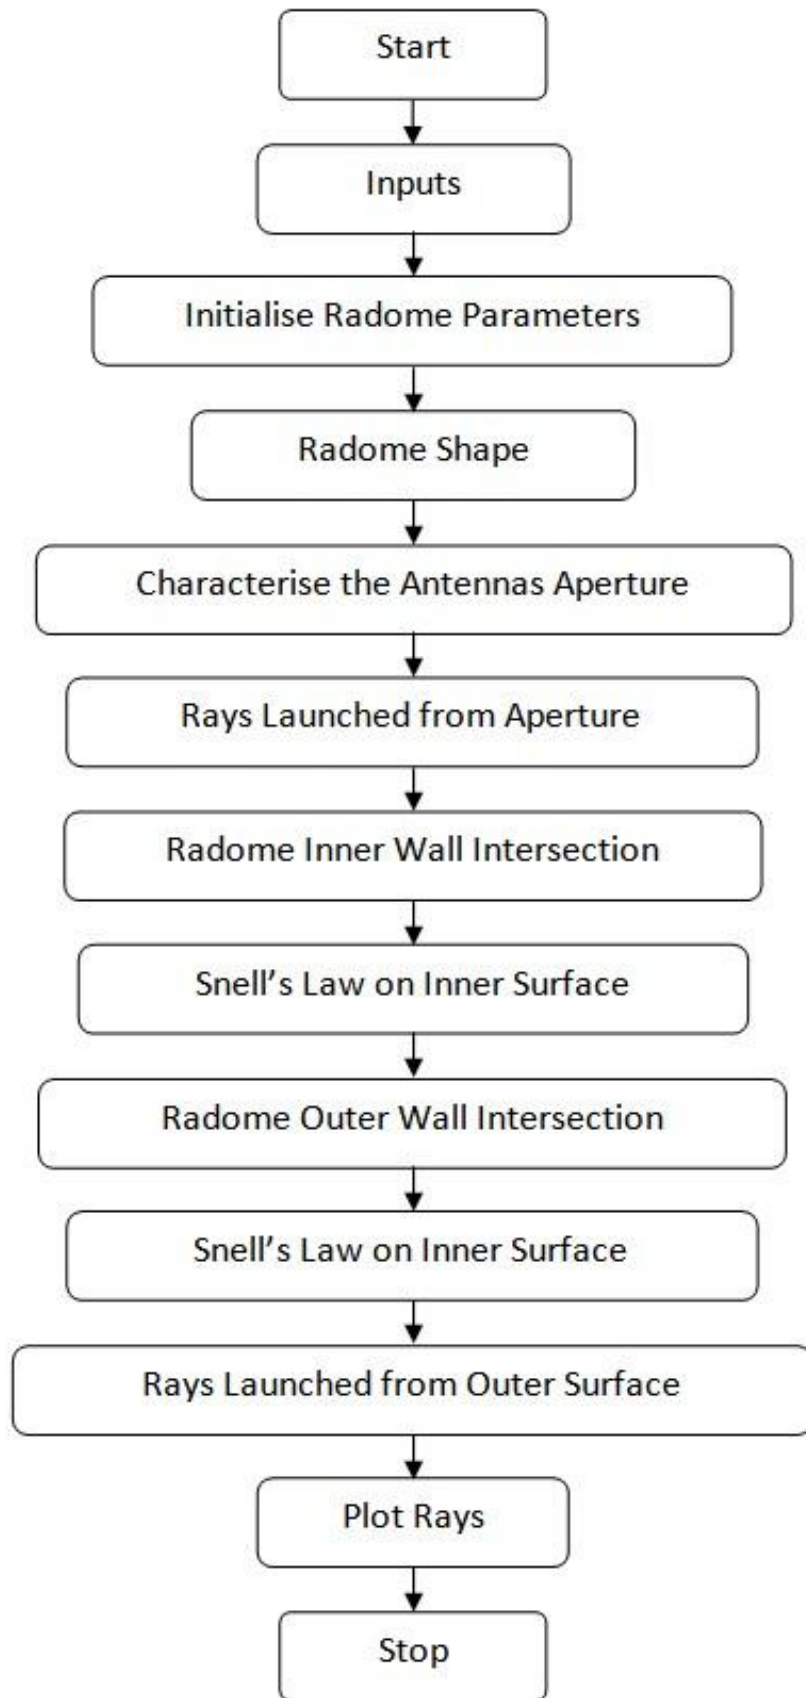 Start
Inputs
Initialise Radome Parameters
Radome Shape
Characterise the Antennas Aperture
Rays Launched from Aperture
Radome Inner Wall Intersection
Snell’s Law on Inner Surface
Radome Outer Wall Intersection
Snell’s Law on Inner Surface
Rays Launched from Outer Surface
Plot Rays
Stop